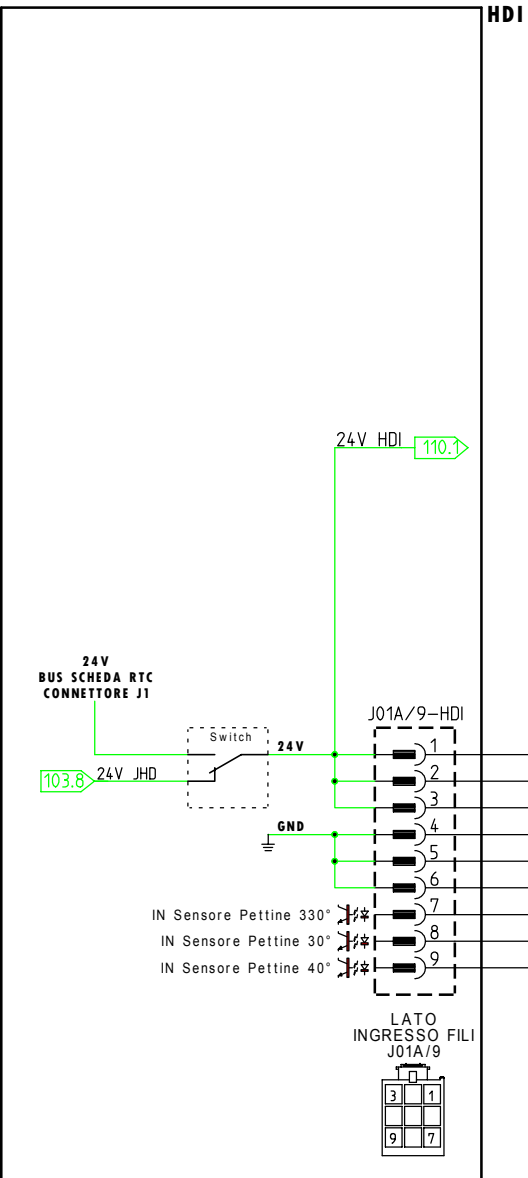 HDI
24V HDI
110.1
24V
BUS SCHEDA RTC
CONNETTORE J1
J01A/9-HDI
Switch
24V
1
103.8
24V JHD
2
3
GND
4
5
6
IN Sensore Pettine 330°
7
IN Sensore Pettine 30°
8
IN Sensore Pettine 40°
9
LATO
INGRESSO FILI
J01A/9
3 1
9 7